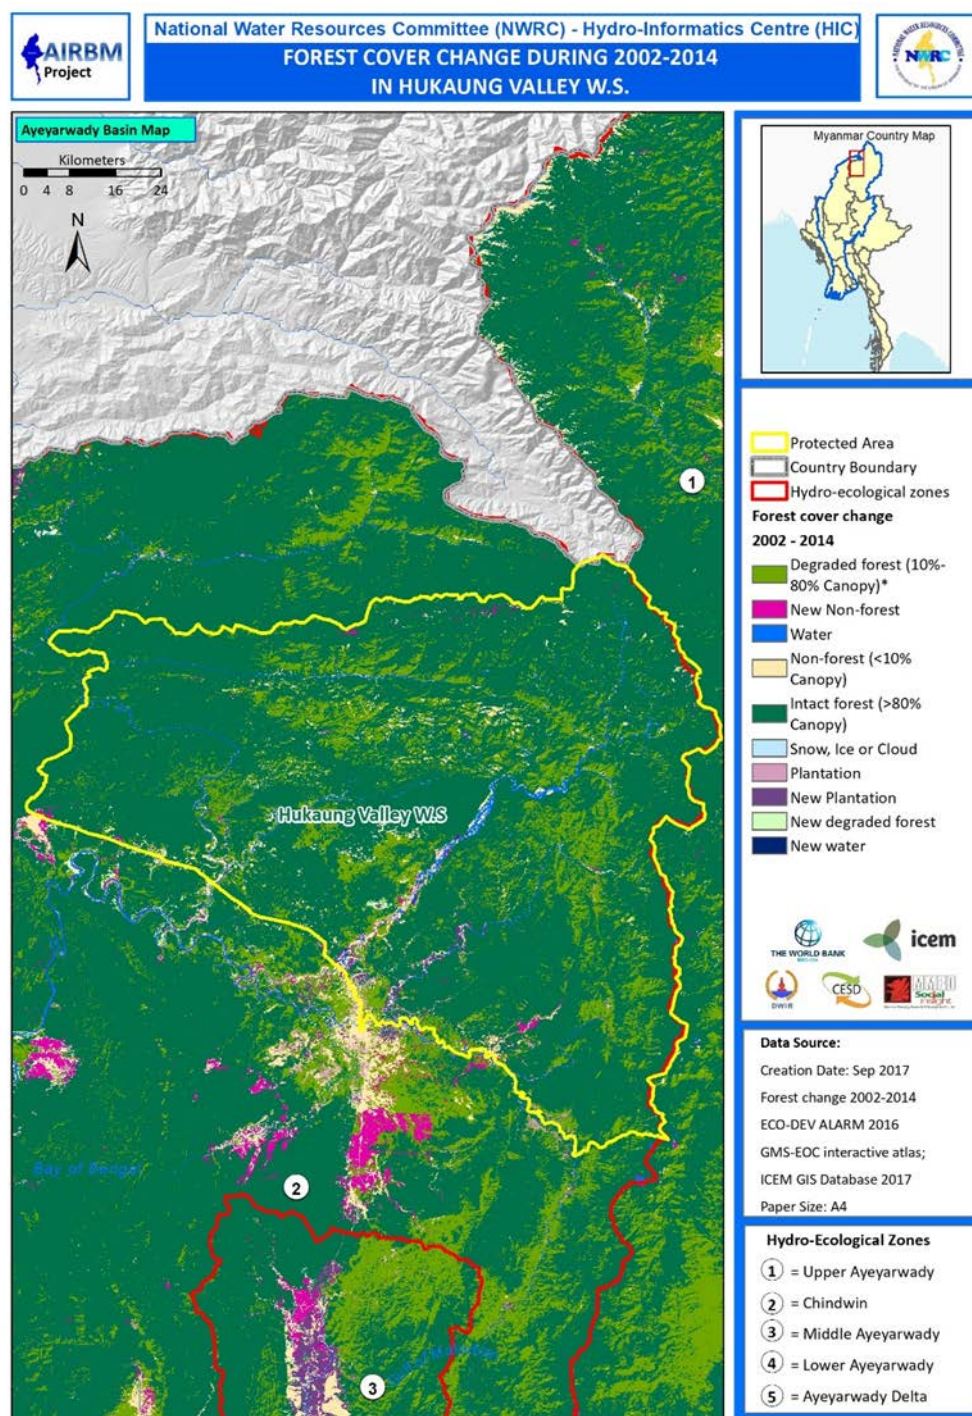 AIRBM
Project
National Water Resources Committee (NWRC) - Hydro-Informatics Centre (HIC)
FOREST COVER CHANGE DURING 2002-2014
IN HUKAUNG VALLEY W.S.
NWRC
Ayeyarwady Basin Map
Kilometers
0 4 8 16 24
N
Myanmar Country Map
1
Hukaung Valley W.S
Bay of Bengal
2
3
Protected Area
Country Boundary
Hydro-ecological zones
Forest cover change
2002 - 2014
Degraded forest (10%-
80% Canopy)*
New Non-forest
Water
Non-forest (<10%
Canopy)
Intact forest (>80%
Canopy)
Snow, Ice or Cloud
Plantation
New Plantation
New degraded forest
New water
THE WORLD BANK
icem
DWIR
CESD
MMRD
Social
Insight
Data Source:
Creation Date: Sep 2017
Forest change 2002-2014
ECO-DEV ALARM 2016
GMS-EOC interactive atlas;
ICEM GIS Database 2017
Paper Size: A4
Hydro-Ecological Zones
1 = Upper Ayeyarwady
2 = Chindwin
3 = Middle Ayeyarwady
4 = Lower Ayeyarwady
5 = Ayeyarwady Delta